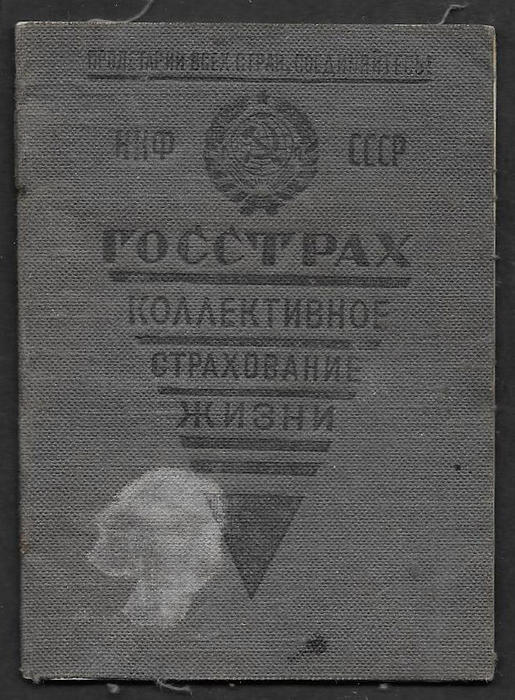 ПРОЛЕТАРИИ ВСЕХ СТРАН, СОЕДИНЯЙТЕСЬ!
НКФ СССР
ГОССТРАХ
КОЛЛЕКТИВНОЕ
СТРАХОВАНИЕ
ЖИЗНИ